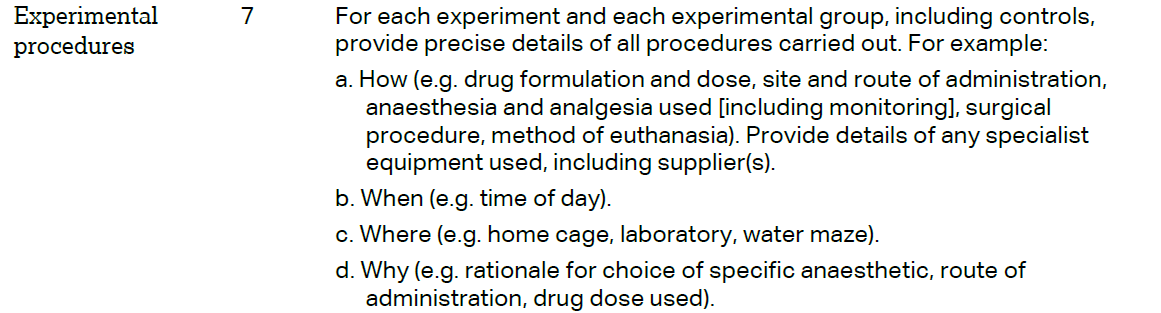 Experimental procedures
7
For each experiment and each experimental group, including controls,
provide precise details of all procedures carried out. For example:
a. How (e.g. drug formulation and dose, site and route of administration,
anaesthesia and analgesia used [including monitoring], surgical
procedure, method of euthanasia). Provide details of any specialist
equipment used, including supplier(s).
b. When (e.g. time of day).
c. Where (e.g. home cage, laboratory, water maze).
d. Why (e.g. rationale for choice of specific anaesthetic, route of
administration, drug dose used).